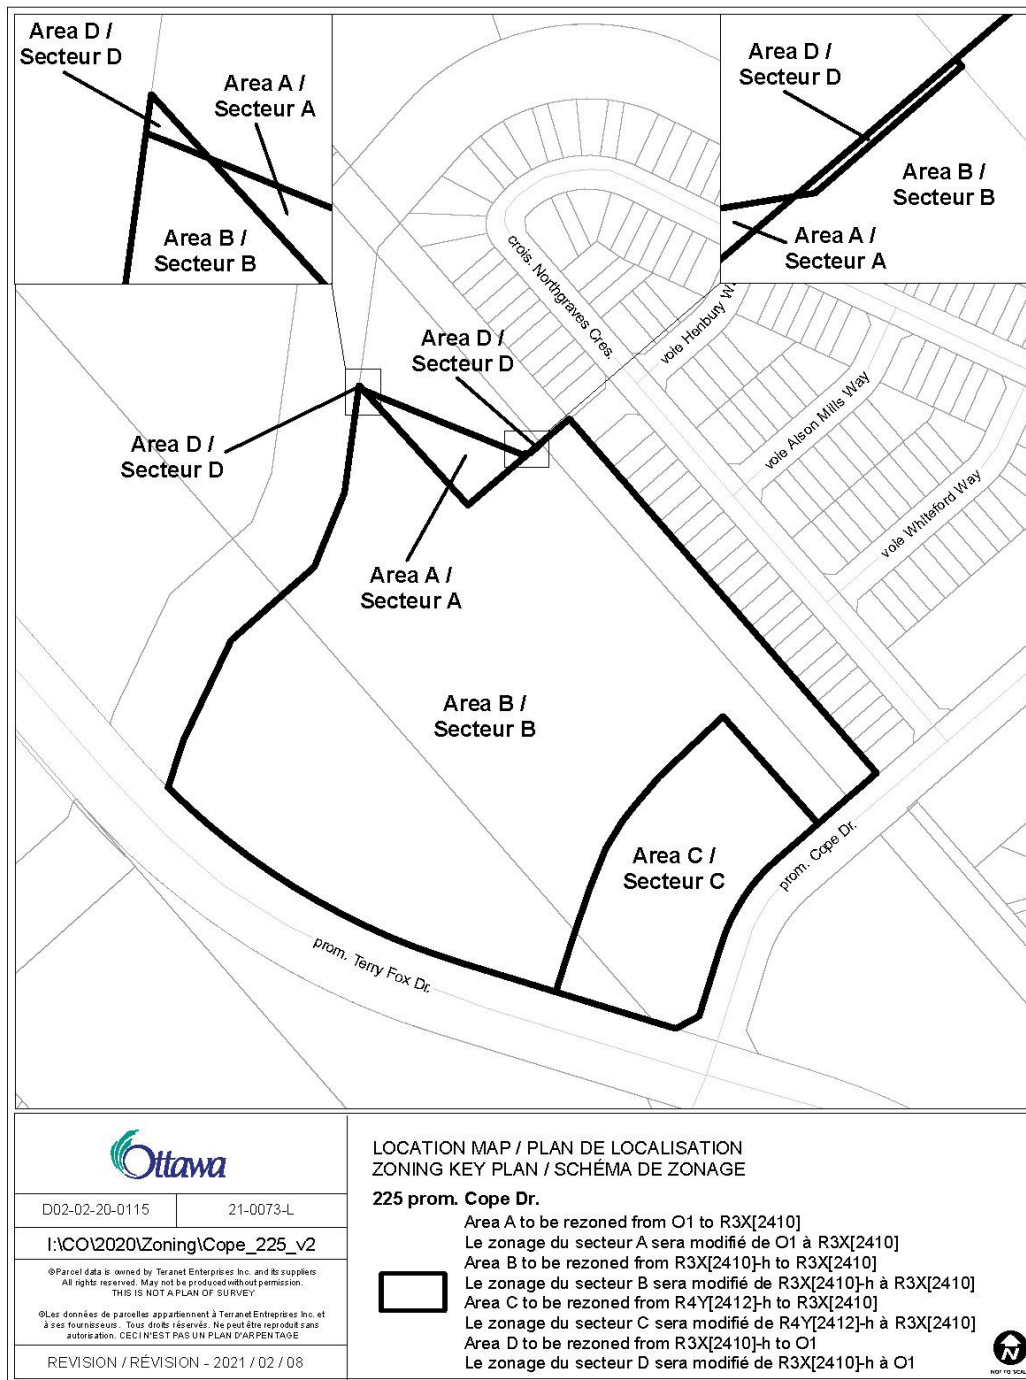 Area D /
Secteur D
Area A /
Secteur A
Area B /
Secteur B
Area D /
Secteur D
Area B /
Secteur B
Area A /
Secteur A
crois. Northgraves Cres.
voie Henbury W
voie Alson Mills Way
voie Whiteford Way
Area D /
Secteur D
Area D /
Secteur D
Area A /
Secteur A
Area B /
Secteur B
Area C /
Secteur C
prom. Cope Dr.
prom. Terry Fox Dr.
Ottawa
D02-02-20-0115
21-0073-L
I:\CO\2020\Zoning\Cope_225_v2
©Parcel data is owned by Teranet Enterprises Inc. and its suppliers
All rights reserved. May not be produced without permission.
THIS IS NOT A PLAN OF SURVEY
©Les données de parcelles appartiennent à Terranet Entreprises Inc. et
à ses fournisseurs. Tous droits réservés. Ne peut être reproduit sans
autorisation. CECI N'EST PAS UN PLAN D'ARPENTAGE
REVISION / RÉVISION - 2021 / 02 / 08
LOCATION MAP / PLAN DE LOCALISATION
ZONING KEY PLAN / SCHÉMA DE ZONAGE
225 prom. Cope Dr.
Area A to be rezoned from O1 to R3X[2410]
Le zonage du secteur A sera modifié de O1 à R3X[2410]
Area B to be rezoned from R3X[2410]-h to R3X[2410]
Le zonage du secteur B sera modifié de R3X[2410]-h à R3X[2410]
Area C to be rezoned from R4Y[2412]-h to R3X[2410]
Le zonage du secteur C sera modifié de R4Y[2412]-h à R3X[2410]
Area D to be rezoned from R3X[2410]-h to O1
Le zonage du secteur D sera modifié de R3X[2410]-h à O1
N
NOT TO SCALE